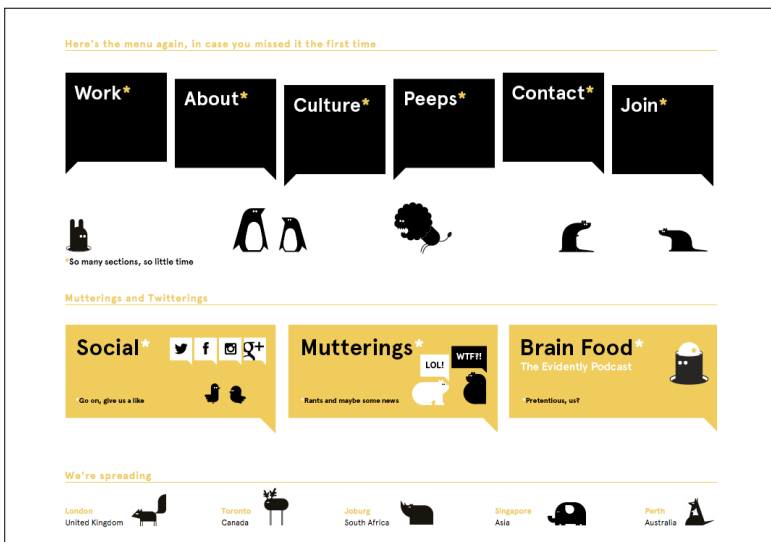 Here's the menu again, in case you missed it the first time
Work*
About*
Culture*
Peeps*
Contact*
Join*
*So many sections, so little time
Mutterings and Twitterings
Social*
g+
*Go on, give us a like
Mutterings*
LOL!
WTF?!
*Rants and maybe some news
Brain Food*
The Evidently Podcast
*Pretentious, us?
We're spreading
London
United Kingdom
Toronto
Canada
Joburg
South Africa
Singapore
Asia
Perth
Australia